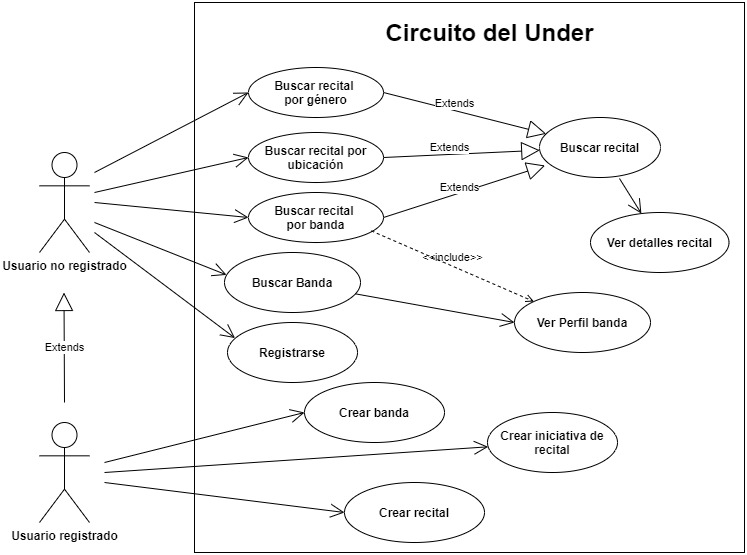 Circuito del Under
Buscar recital
por género
Extends
Buscar recital por
ubicación
Extends
Buscar recital
Buscar recital
por banda
Extends
Ver detalles recital
Usuario no registrado
<<include>>
Buscar Banda
Ver Perfil banda
Extends
Registrarse
Crear banda
Crear iniciativa de
recital
Crear recital
Usuario registrado